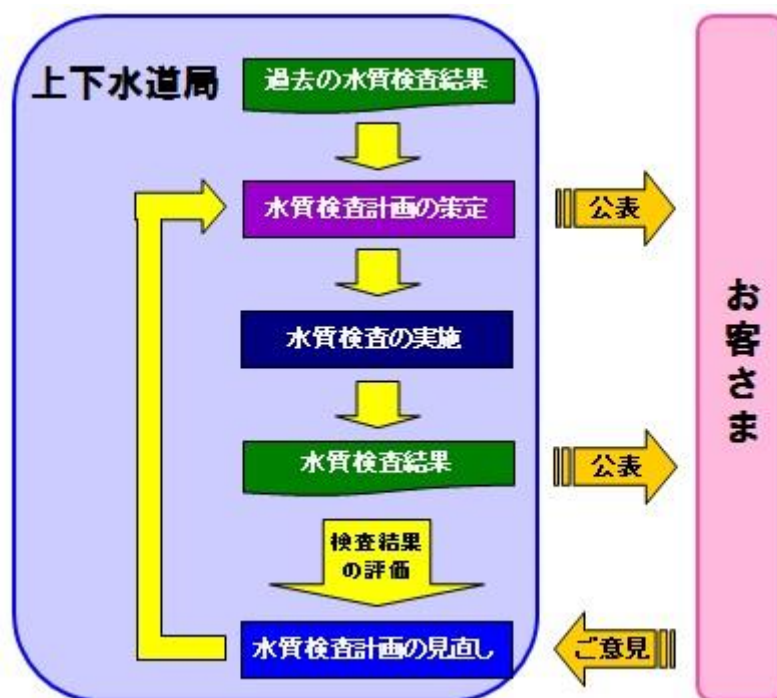 上下水道局
過去の水質検査結果
水質検査計画の策定
公表
水質検査の実施
水質検査結果
公表
検査結果
の評価
水質検査計画の見直し
ご意見
お客さま